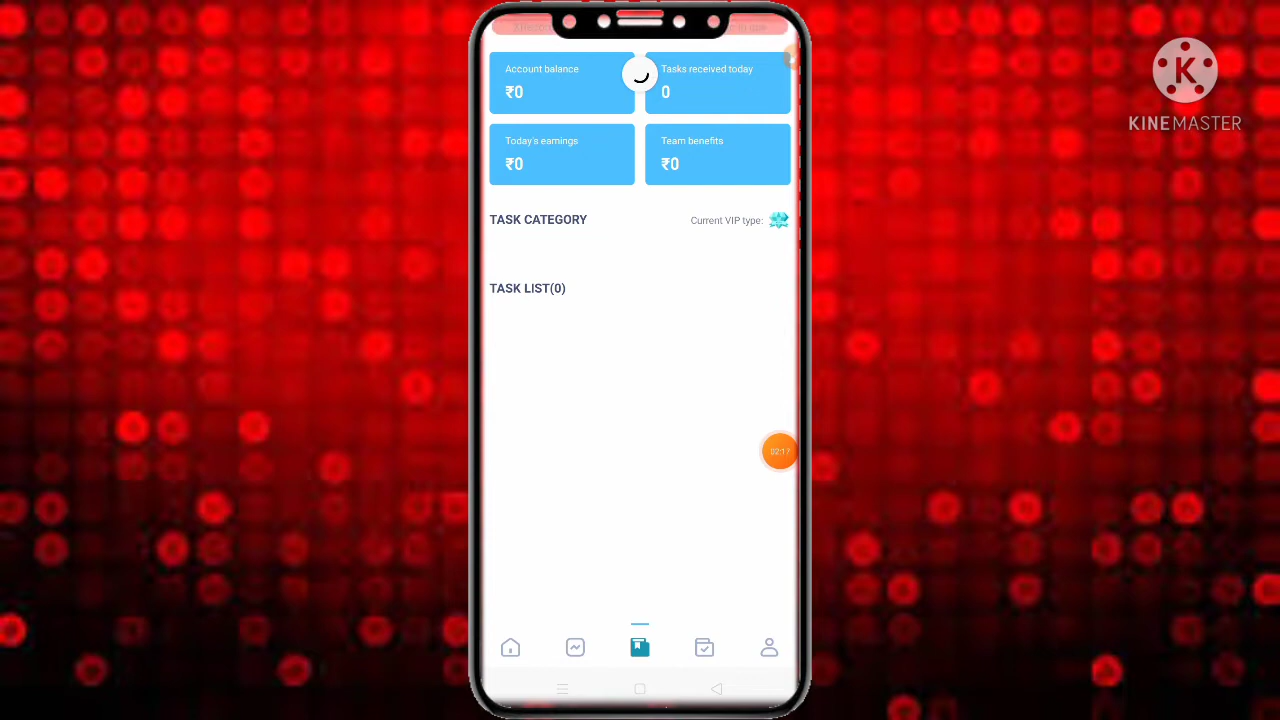 Account balance
₹0
Tasks received today
0
Today's earnings
₹0
Team benefits
₹0
TASK CATEGORY
Current VIP type:
TASK LIST(0)
02:17
K
KINEMASTER